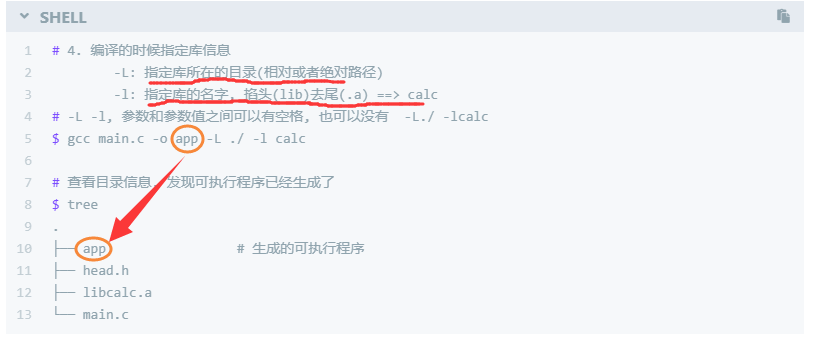 SHELL
1 # 4. 编译的时候指定库信息
2 -L: 指定库所在的目录(相对或者绝对路径)
3 -l: 指定库的名字, 掐头(lib)去尾(.a) ==> calc
4 # -L -l, 参数和参数值之间可以有空格, 也可以没有  -L./ -lcalc
5 $ gcc main.c -o app -L ./ -l calc
6
7 # 查看目录信息, 发现可执行程序已经生成了
8 $ tree
9 .
10 ├── app # 生成的可执行程序
11 ├── head.h
12 ├── libcalc.a
13 └── main.c